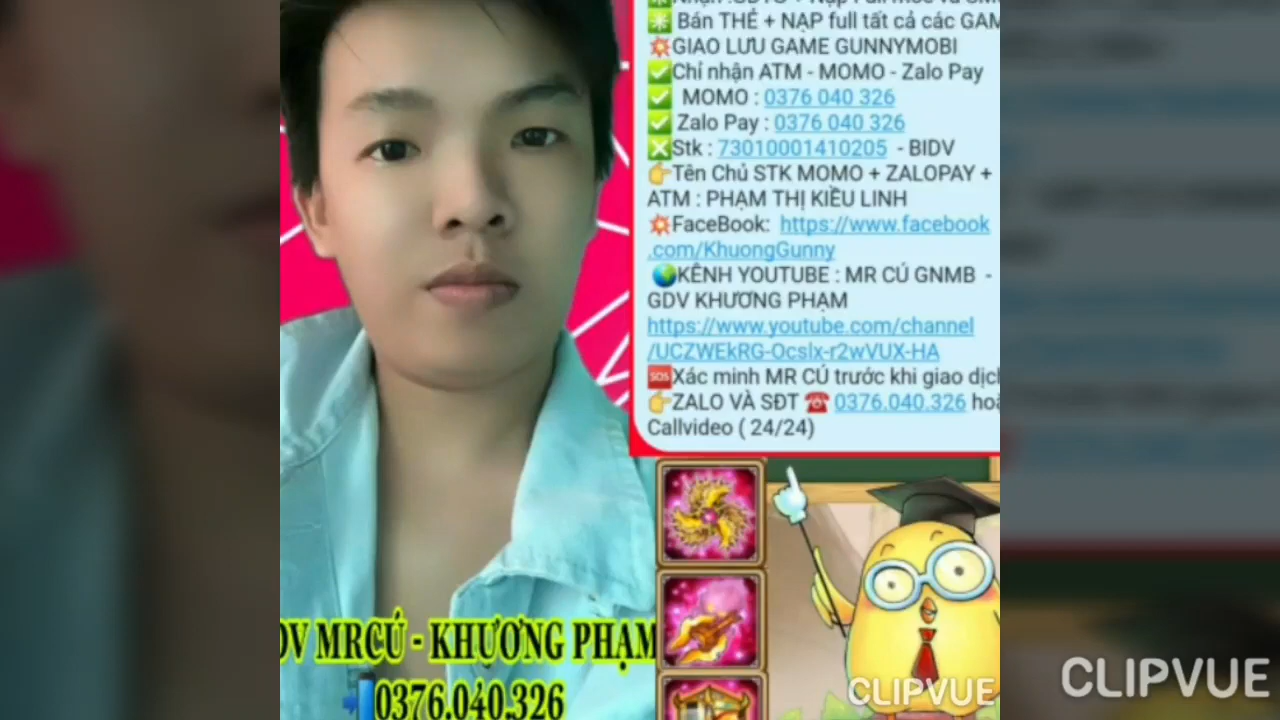 Bán THẺ + NẠP full tất cả các GAM
GIAO LƯU GAME GUNNYMOBI
Chỉ nhận ATM - MOMO - Zalo Pay
MOMO : 0376 040 326
Zalo Pay : 0376 040 326
Stk : 73010001410205 - BIDV
Tên Chủ STK MOMO + ZALOPAY +
ATM : PHẠM THỊ KIỀU LINH
FaceBook: https://www.facebook
.com/KhuongGunny
KÊNH YOUTUBE : MR CÚ GNMB -
GDV KHƯƠNG PHẠM
https://www.youtube.com/channel
/UCZWEkRG-Ocslx-r2wVUX-HA
SOS Xác minh MR CÚ trước khi giao dịch
ZALO VÀ SĐT 0376.040.326 hoặ
Callvideo ( 24/24)
DV MRCÚ - KHƯƠNG PHẠM
0376.040.326
CLIPVUE
CLIPVUE